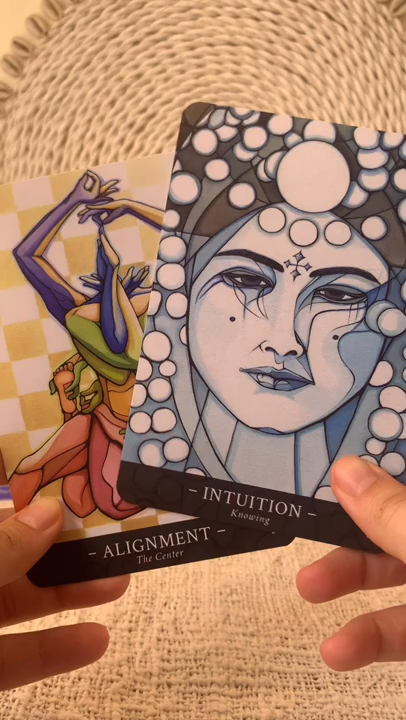 – INTUITION –
Knowing
– ALIGNMENT –
The Center